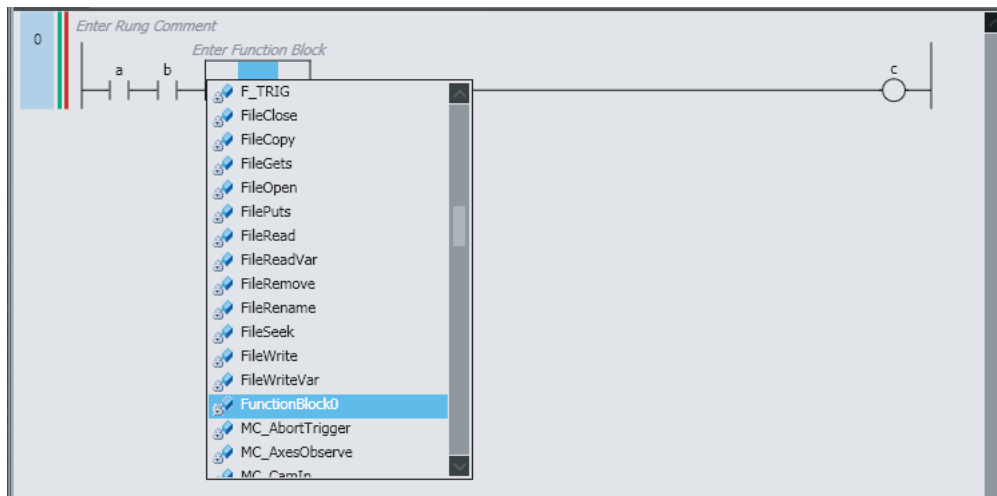 0
Enter Rung Comment
Enter Function Block
a
b
c
F_TRIG
FileClose
FileCopy
FileGets
FileOpen
FilePuts
FileRead
FileReadVar
FileRemove
FileRename
FileSeek
FileWrite
FileWriteVar
FunctionBlock0
MC_AbortTrigger
MC_AxesObserve
MC_CamIn